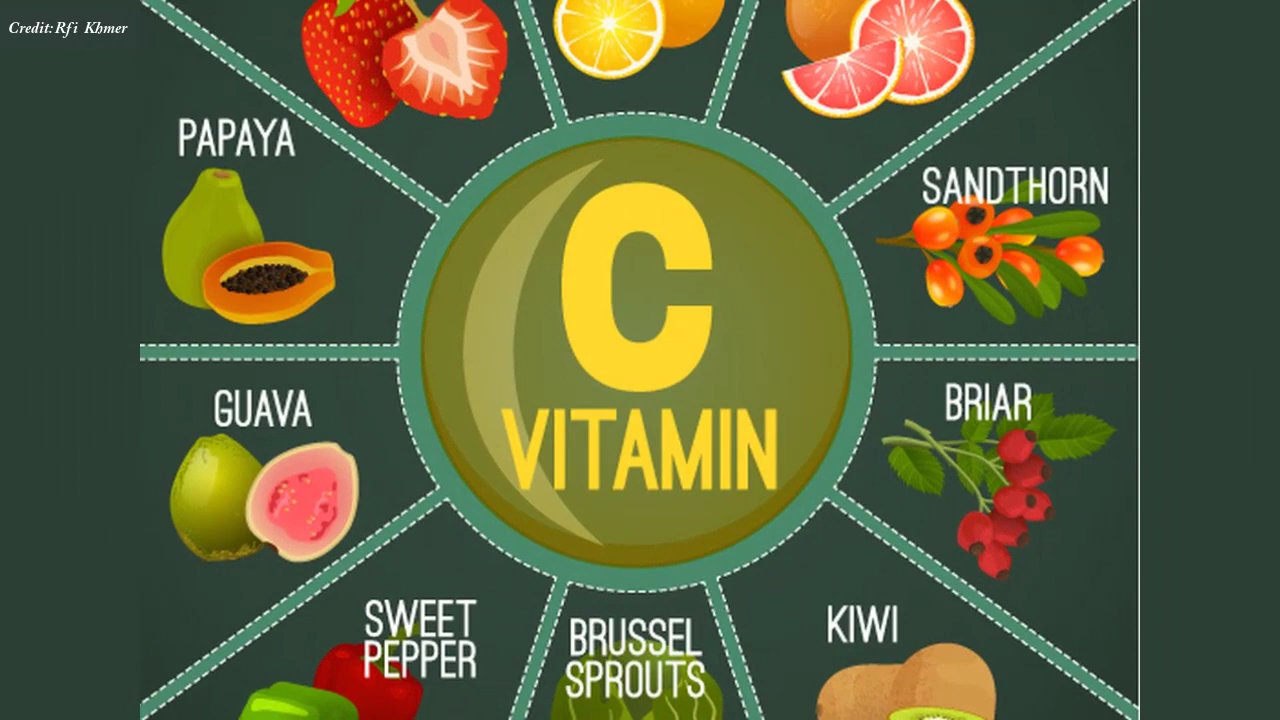 Credit: Rfi Khmer
PAPAYA
SANDTHORN
C
VITAMIN
GUAVA
BRIAR
SWEET
PEPPER
BRUSSEL
SPROUTS
KIWI